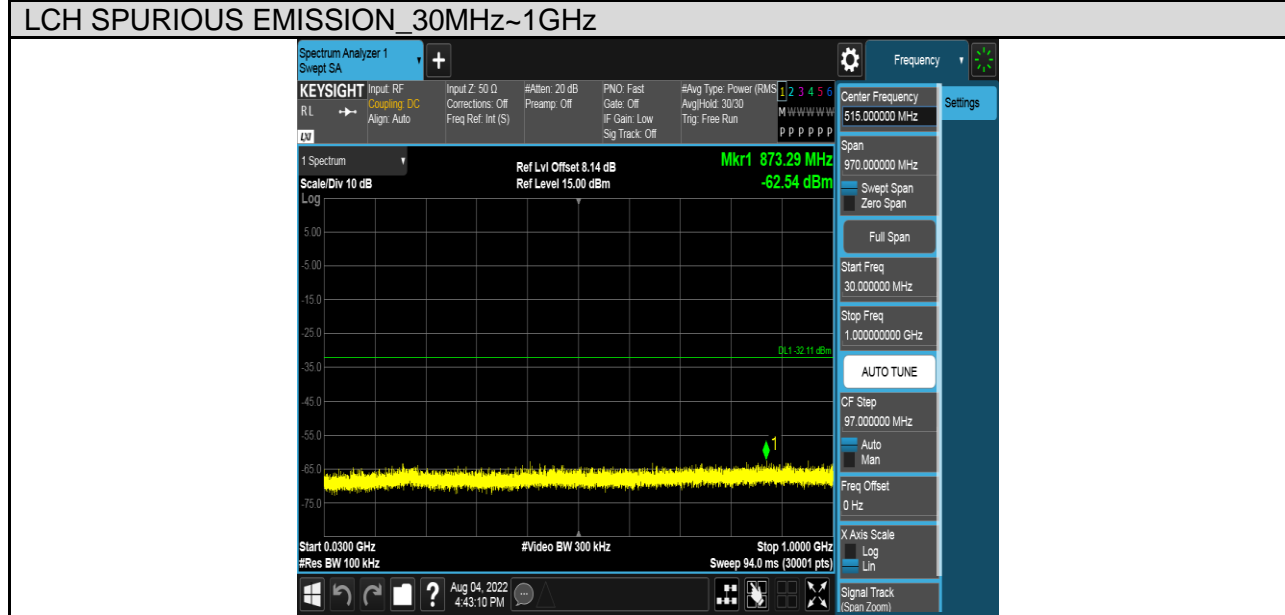 LCH SPURIOUS EMISSION_30MHz~1GHz
Spectrum Analyzer 1
Swept SA
+
Frequency
KEYSIGHT
RL
LXI
Input: RF
Coupling: DC
Align: Auto
Input Z: 50 Ω
Corrections: Off
Freq Ref: Int (S)
#Atten: 20 dB
Preamp: Off
PNO: Fast
Gate: Off
IF Gain: Low
Sig Track: Off
#Avg Type: Power (RMS
Avg|Hold: 30/30
Trig: Free Run
1 2 3 4 5 6
M W W W W W
P P P P P P
1 Spectrum
Scale/Div 10 dB
Log
Ref Lvl Offset 8.14 dB
Ref Level 15.00 dBm
Mkr1 873.29 MHz
-62.54 dBm
5.00
-5.00
-15.0
-25.0
DL1 -32.11 dBm
-35.0
-45.0
-55.0
1
-65.0
-75.0
Start 0.0300 GHz
#Video BW 300 kHz
Stop 1.0000 GHz
#Res BW 100 kHz
Sweep 94.0 ms (30001 pts)
?
Aug 04, 2022
4:43:10 PM
Center Frequency
515.000000 MHz
Settings
Span
970.000000 MHz
Swept Span
Zero Span
Full Span
Start Freq
30.000000 MHz
Stop Freq
1.000000000 GHz
AUTO TUNE
CF Step
97.000000 MHz
Auto
Man
Freq Offset
0 Hz
X Axis Scale
Log
Lin
Signal Track
(Span Zoom)